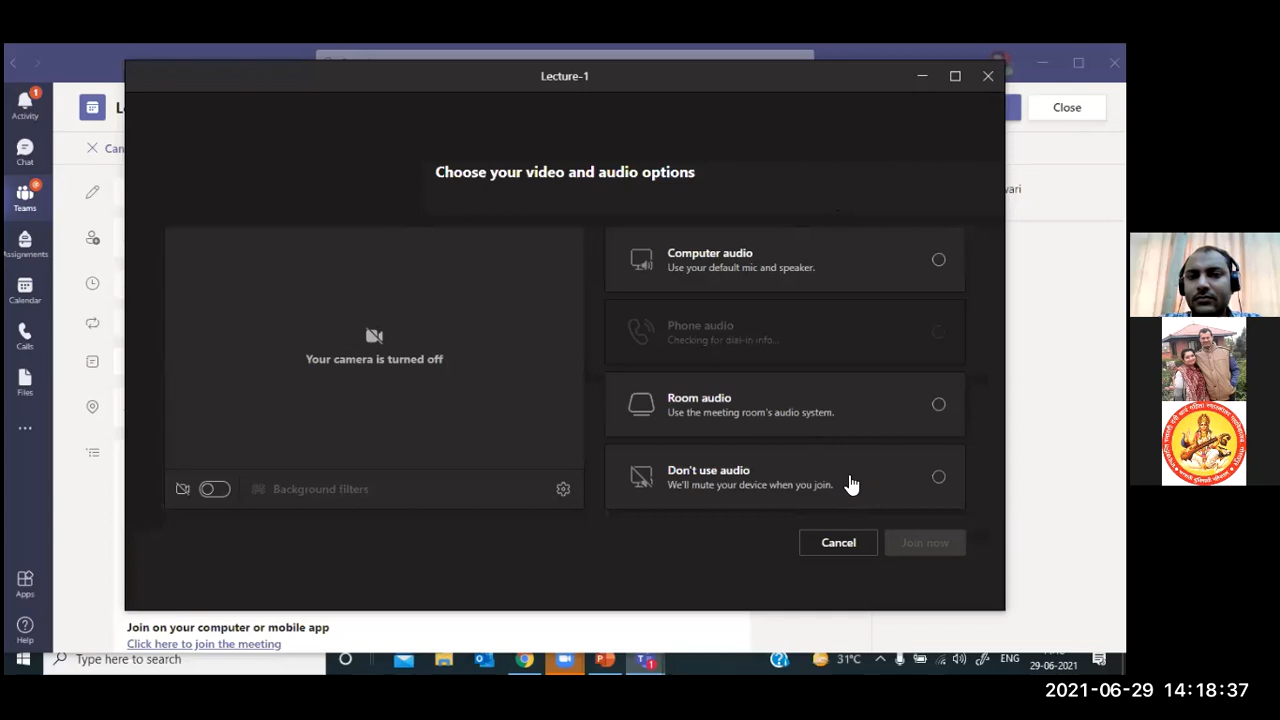 Lecture-1
Close
Activity
Chat
Teams
Assignments
Calendar
Calls
Files
Apps
Help
Choose your video and audio options
Your camera is turned off
Background filters
Computer audio
Use your default mic and speaker.
Phone audio
Checking for dial-in info...
Room audio
Use the meeting room's audio system.
Don't use audio
We'll mute your device when you join.
Cancel
Join now
Join on your computer or mobile app
Click here to join the meeting
Type here to search
31°C
ENG
29-06-2021
2021-06-29 14:18:37